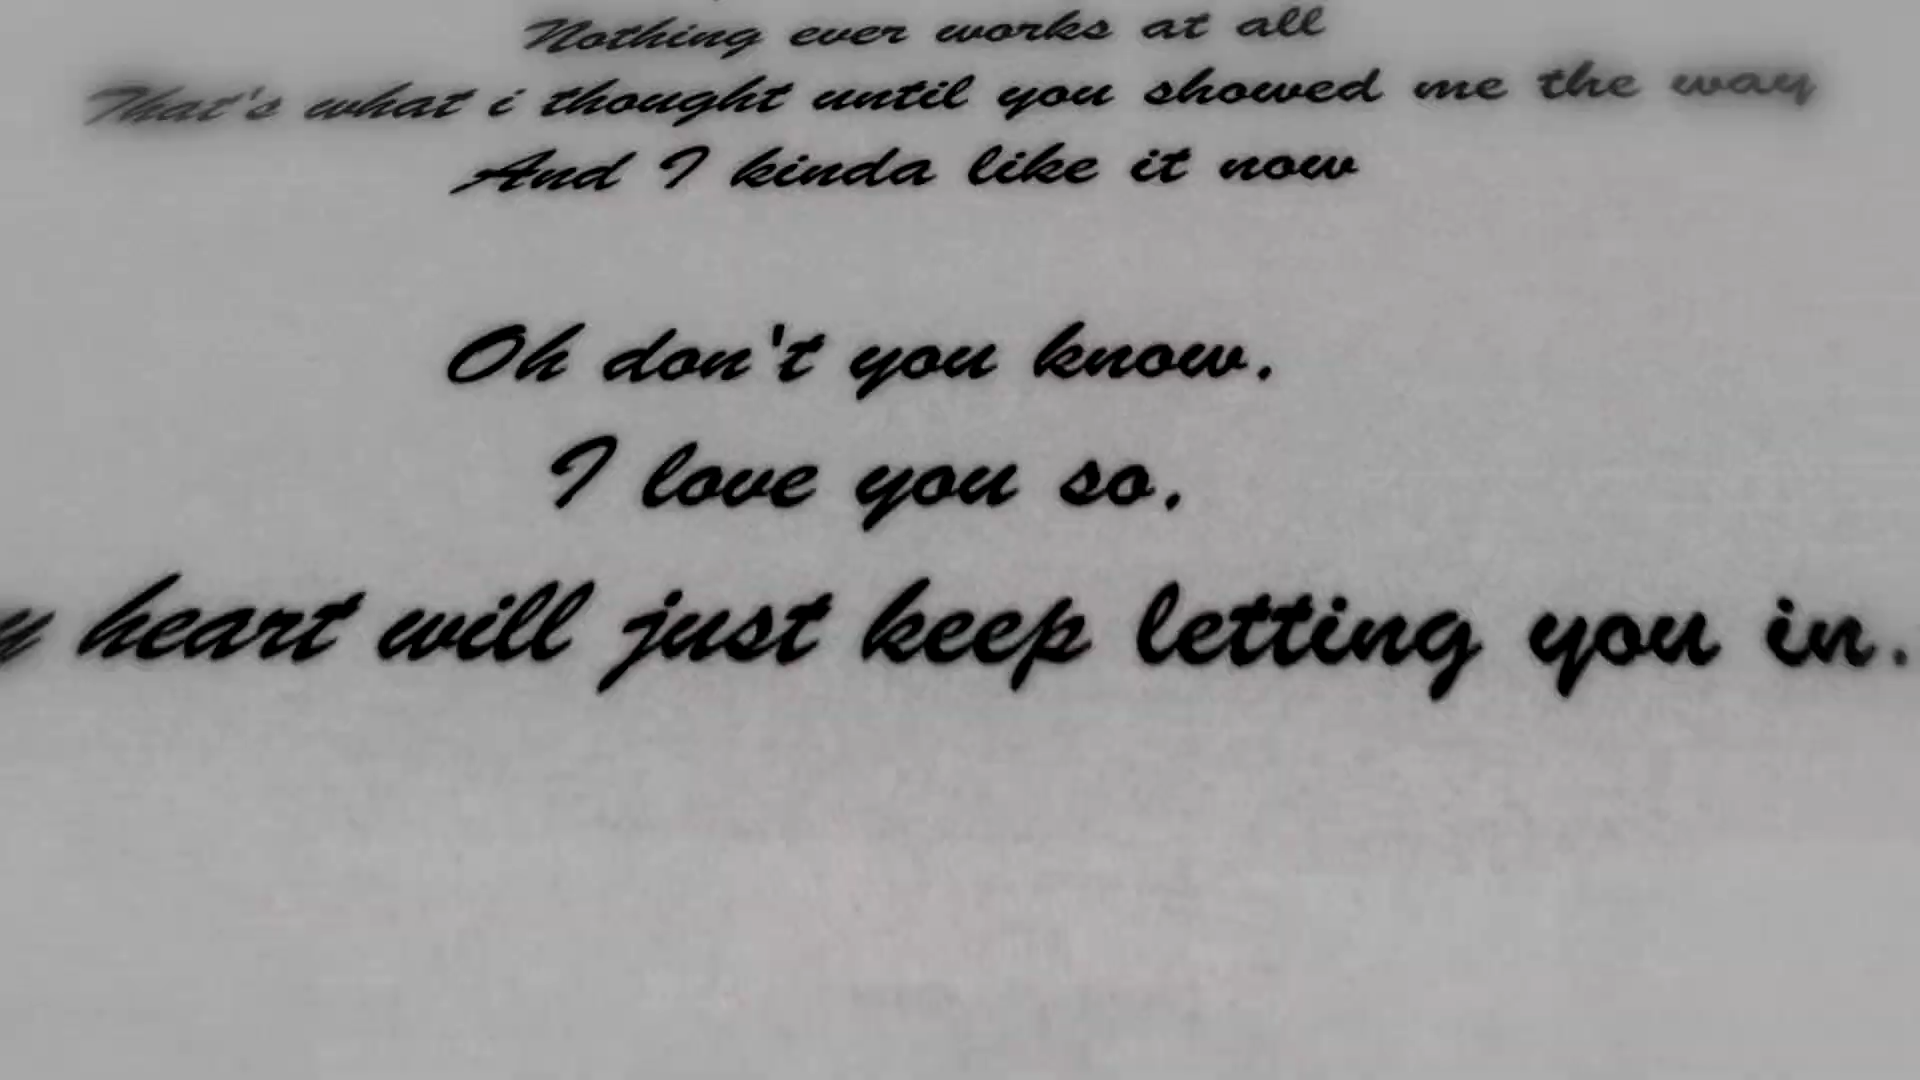 Nothing ever works at all
That's what i thought until you showed me the way
And I kinda like it now
Oh don't you know.
I love you so.
heart will just keep letting you in.